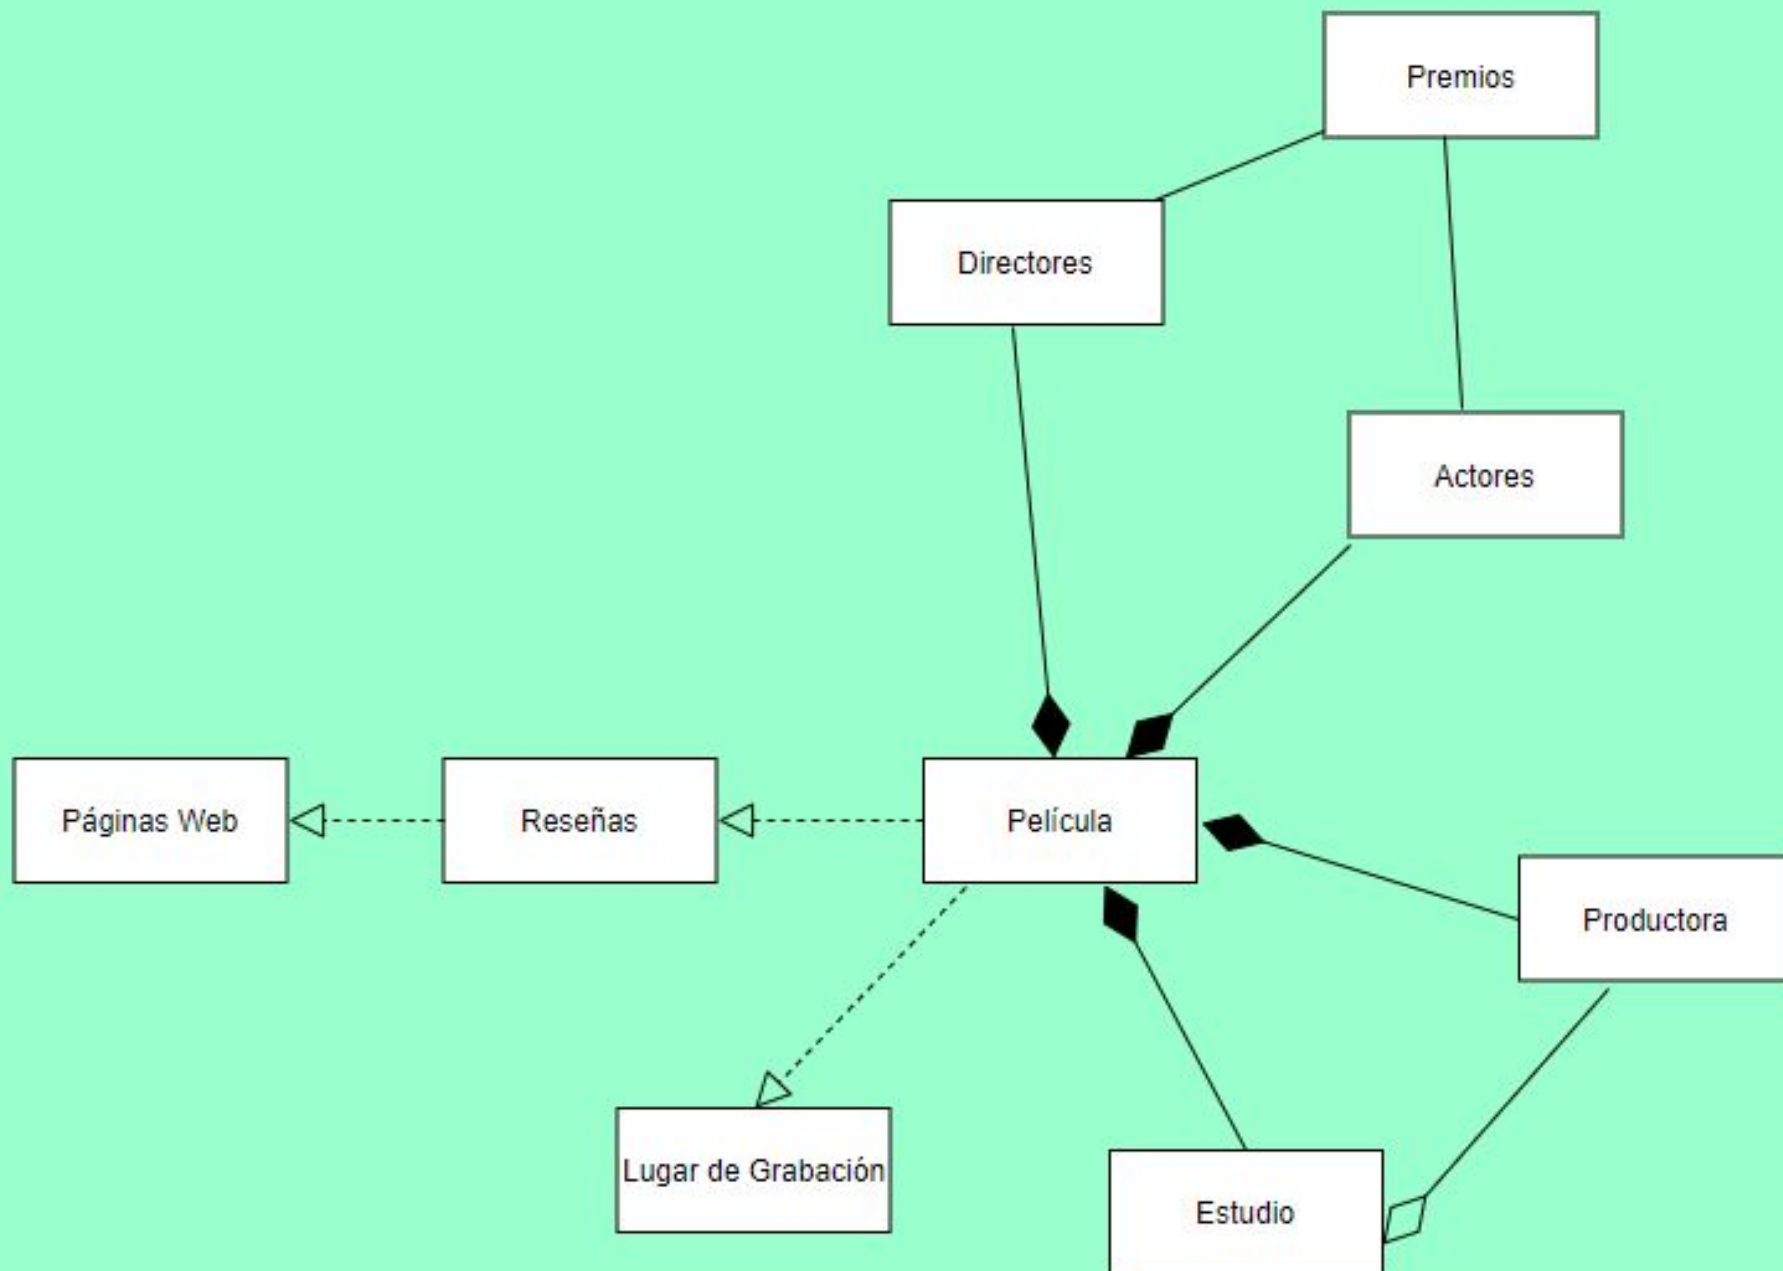 Premios
Directores
Actores
Páginas Web
Reseñas
Película
Productora
Lugar de Grabación
Estudio